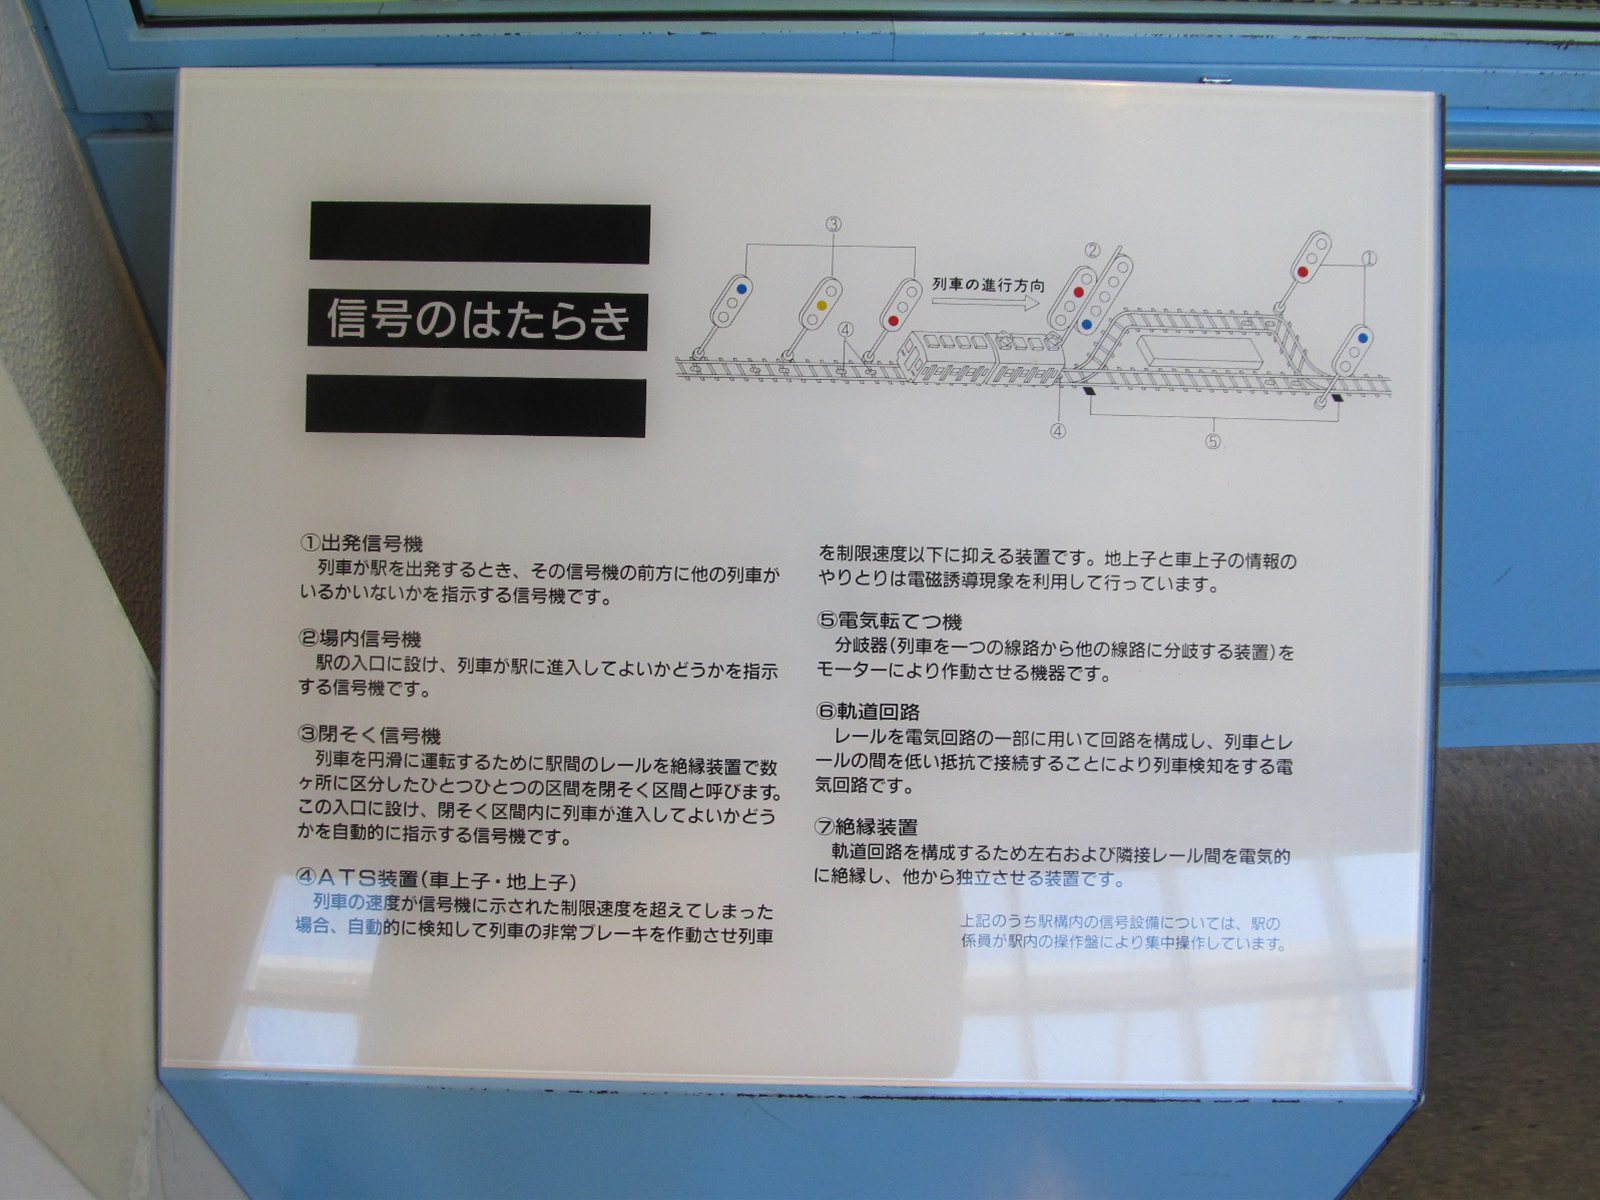 信号のはたらき
③
②
①
列車の進行方向
④
④
⑤
①出発信号機
列車が駅を出発するとき、その信号機の前方に他の列車が
いるかいないかを指示する信号機です。
②場内信号機
駅の入口に設け、列車が駅に進入してよいかどうかを指示
する信号機です。
③閉そく信号機
列車を円滑に運転するために駅間のレールを絶縁装置で数
ヶ所に区分したひとつひとつの区間を閉そく区間と呼びます。
この入口に設け、閉そく区間内に列車が進入してよいかどう
かを自動的に指示する信号機です。
④ATS装置(車上子・地上子)
列車の速度が信号機に示された制限速度を超えてしまった
場合、自動的に検知して列車の非常ブレーキを作動させ列車
を制限速度以下に抑える装置です。地上子と車上子の情報の
やりとりは電磁誘導現象を利用して行っています。
⑤電気転てつ機
分岐器(列車を一つの線路から他の線路に分岐する装置)を
モーターにより作動させる機器です。
⑥軌道回路
レールを電気回路の一部に用いて回路を構成し、列車とレ
ールの間を低い抵抗で接続することにより列車検知をする電
気回路です。
⑦絶縁装置
軌道回路を構成するため左右および隣接レール間を電気的
に絶縁し、他から独立させる装置です。
上記のうち駅構内の信号設備については、駅の
係員が駅内の操作盤により集中操作しています。